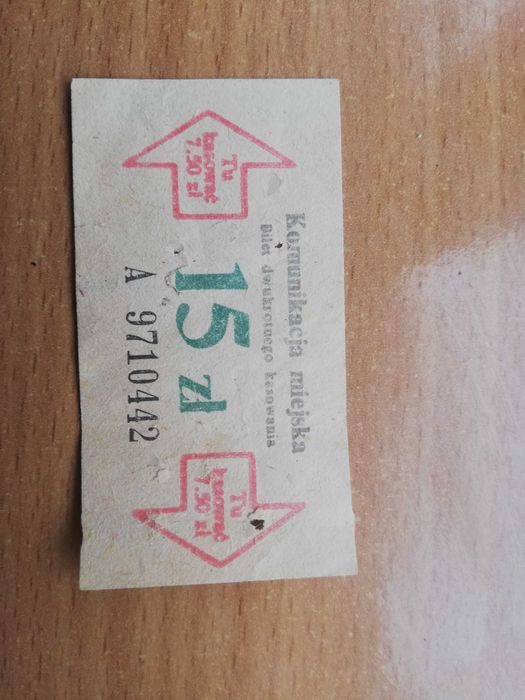 Komunikacja miejska
Bilet dwukrotnego kasowania
Tu
kasować
7.50 zł
15 zł
Tu
kasować
7.50 zł
A 9710442